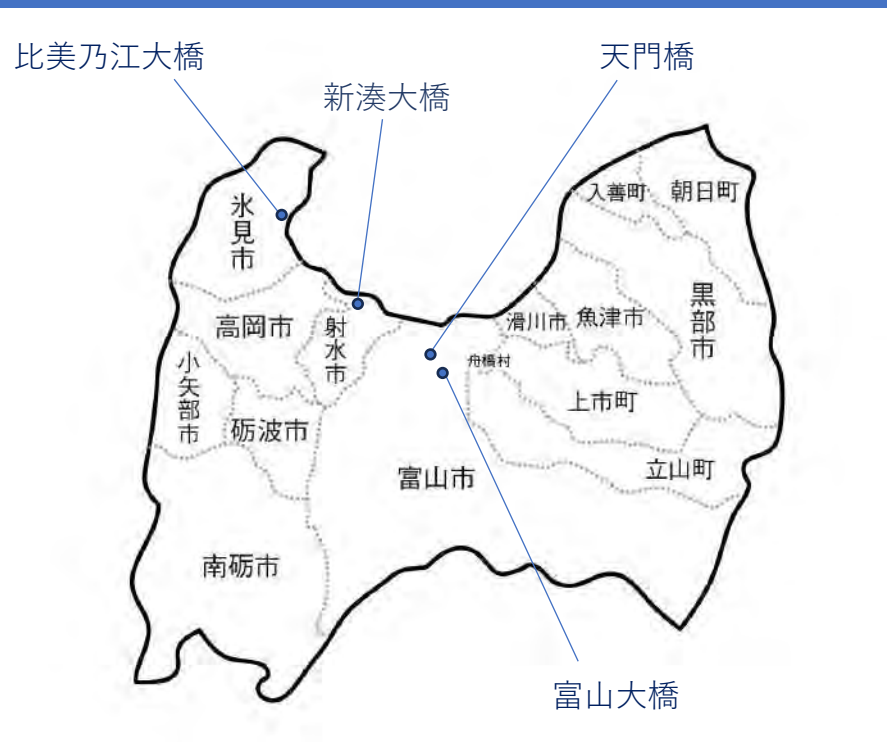 比美乃江大橋
天門橋
新湊大橋
入善町
朝日町
氷見市
黒部市
魚津市
滑川市
高岡市
射水市
舟橋村
小矢部市
上市町
砺波市
立山町
富山市
南砺市
富山大橋